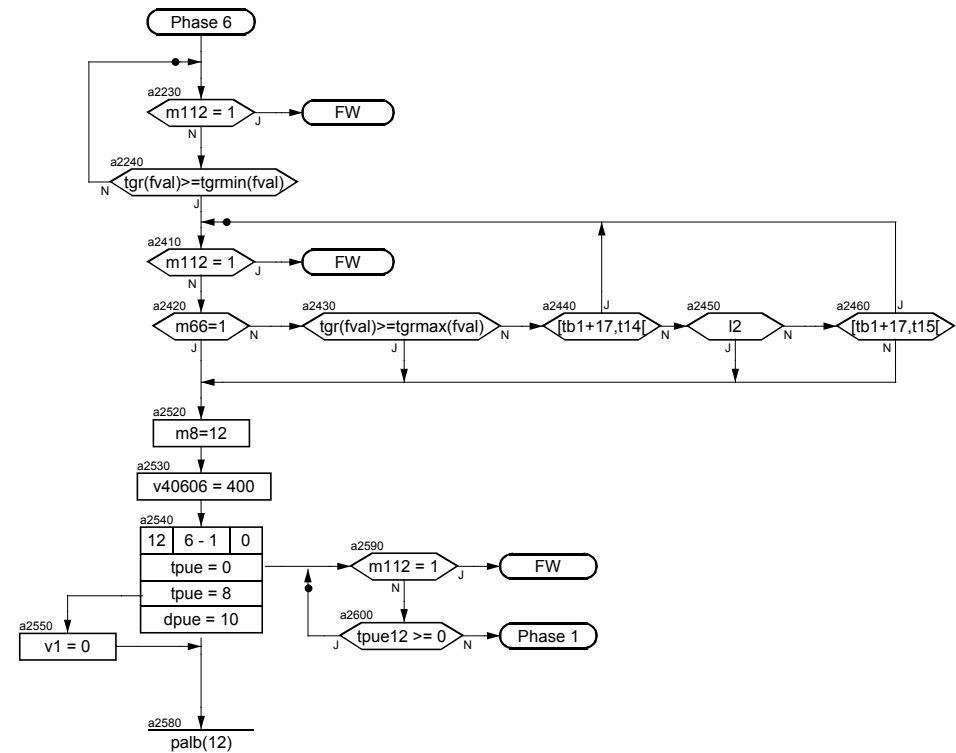 Phase 6
a2230
m112 = 1
J
FW
N
a2240
tgr(fval)>=tgrmin(fval)
N
J
a2410
m112 = 1
J
FW
N
a2420
m66=1
N
J
a2430
tgr(fval)>=tgrmax(fval)
N
J
a2440
[tb1+17,t14[
J
N
a2450
l2
N
J
a2460
[tb1+17,t15[
J
N
a2520
m8=12
a2530
v40606 = 400
a2540
12 6 - 1 0
tpue = 0
tpue = 8
dpue = 10
a2550
v1 = 0
a2590
m112 = 1
J
FW
N
a2600
tpue12 >= 0
J
N
Phase 1
a2580
palb(12)